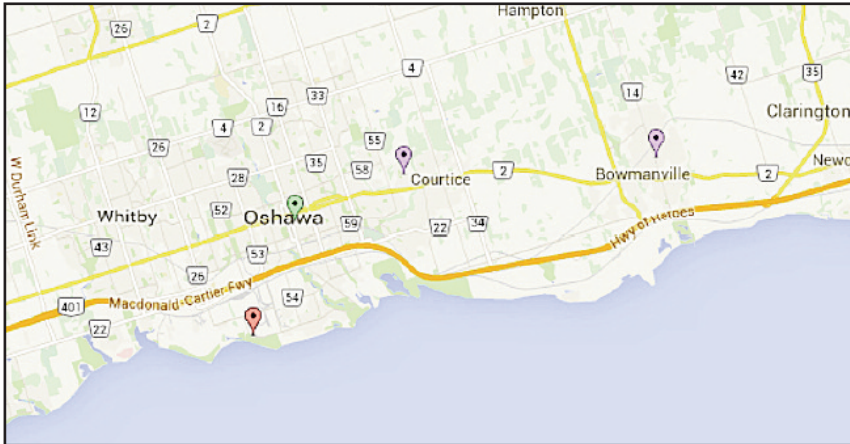 Hampton
26
2
4
35
42
33
14
16
12
Clarington
4
2
55
26
35
58
28
Courtice
2
Bowmanville
2
Newc
W Durham Link
52
Whitby
Oshawa
59
22
34
Hwy of Heroes
43
53
26
54
Macdonald-Cartier Fwy
401
22